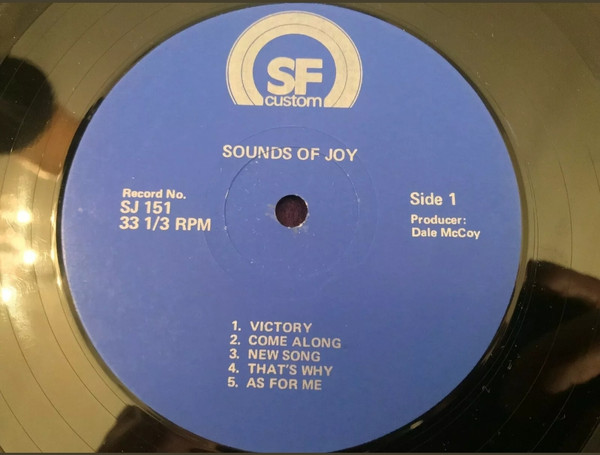 SF
custom
SOUNDS OF JOY
Record No.
SJ 151
33 1/3 RPM
Side 1
Producer:
Dale McCoy
1. VICTORY
2. COME ALONG
3. NEW SONG
4. THAT'S WHY
5. AS FOR ME